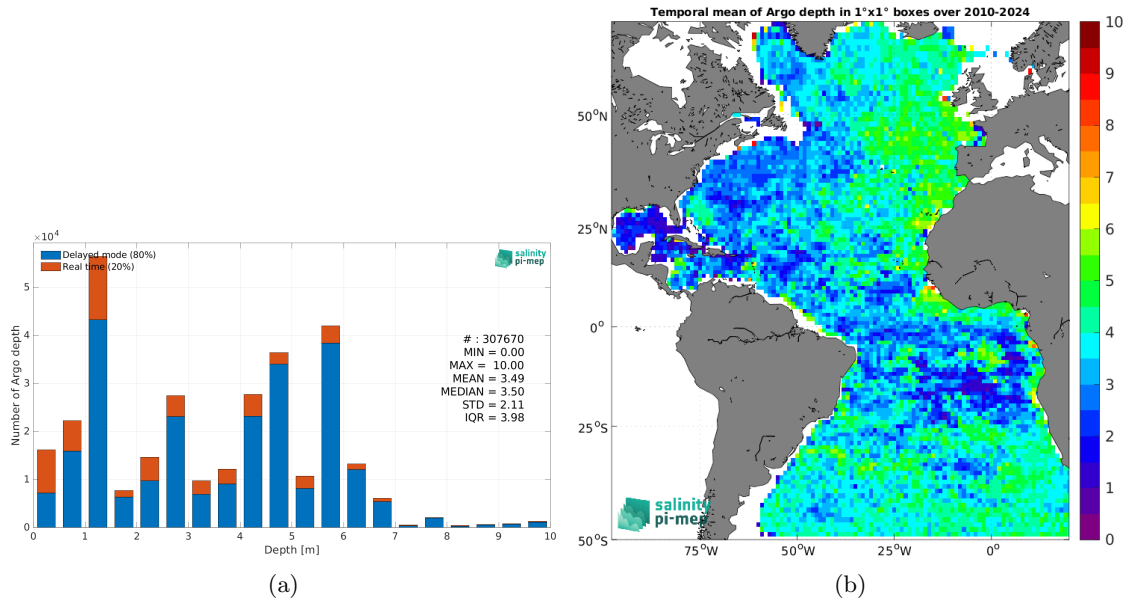 Temporal mean of Argo depth in 1°x1° boxes over 2010-2024
×10⁴
Delayed mode (80%)
Real time (20%)
salinity
pi-mep
# : 307670
MIN = 0.00
MAX = 10.00
MEAN = 3.49
MEDIAN = 3.50
STD = 2.11
IQR = 3.98
Number of Argo depth
5
4
3
2
1
0
0 1 2 3 4 5 6 7 8 9 10
Depth [m]
(a)
50°N
25°N
0°
25°S
50°S
75°W 50°W 25°W 0°
salinity
pi-mep
10
9
8
7
6
5
4
3
2
1
0
(b)